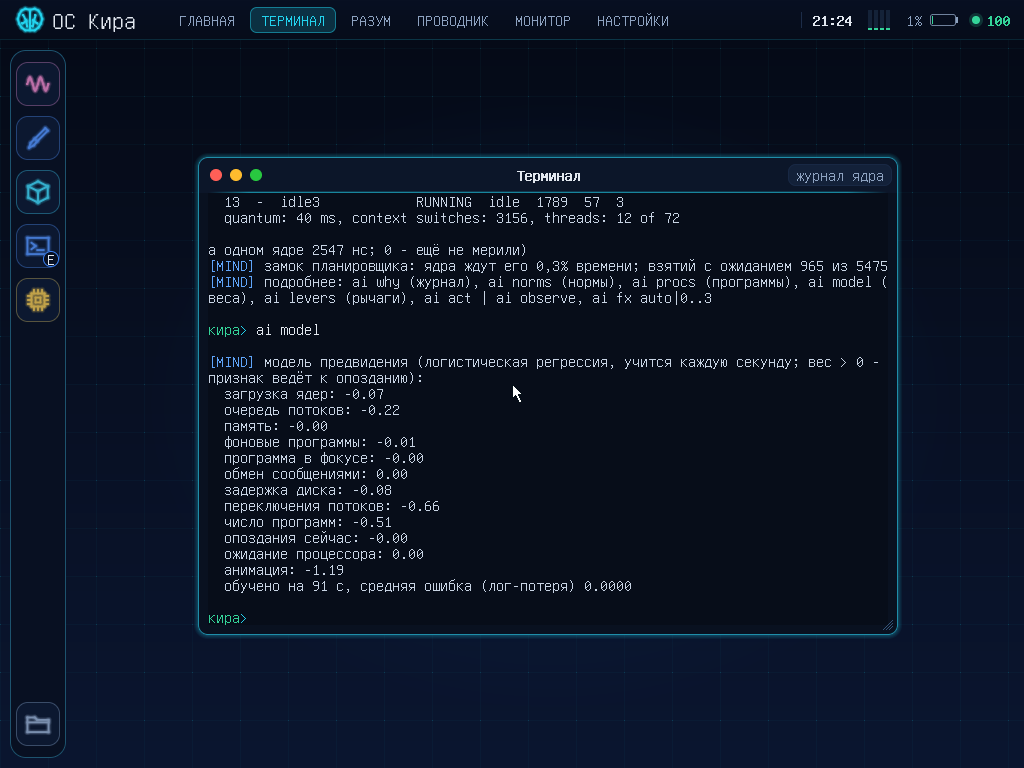 ОС Кира
ГЛАВНАЯ ТЕРМИНАЛ РАЗУМ ПРОВОДНИК МОНИТОР НАСТРОЙКИ
21:24 1% 100
E
Терминал журнал ядра
13 - idle3 RUNNING idle 1789 57 3
quantum: 40 ms, context switches: 3156, threads: 12 of 72
а одном ядре 2547 нс; 0 - ещё не мерили)
[MIND] замок планировщика: ядра ждут его 0,3% времени; взятий с ожиданием 965 из 5475
[MIND] подробнее: ai why (журнал), ai norms (нормы), ai procs (программы), ai model (
веса), ai levers (рычаги), ai act | ai observe, ai fx auto|0..3
кира> ai model
[MIND] модель предвидения (логистическая регрессия, учится каждую секунду; вес > 0 -
признак ведёт к опозданию):
загрузка ядер: -0.07
очередь потоков: -0.22
память: -0.00
фоновые программы: -0.01
программа в фокусе: -0.00
обмен сообщениями: 0.00
задержка диска: -0.08
переключения потоков: -0.66
число программ: -0.51
опоздания сейчас: -0.00
ожидание процессора: 0.00
анимация: -1.19
обучено на 91 с, средняя ошибка (лог-потеря) 0.0000
кира>